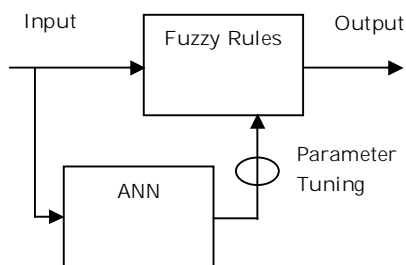 Input
Fuzzy Rules
Output
Parameter
Tuning
ANN